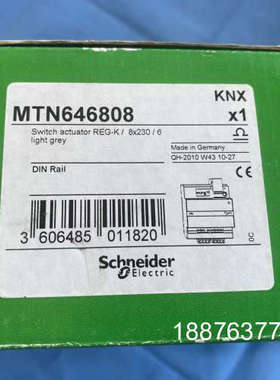 KNX
MTN646808
x1
Switch actuator REG-K / 8x230 / 6
light grey
Made in Germany
QH-2010 W43 10-27
DIN Rail
CE
3 606485 011820
OC
Schneider
Electric
18876377